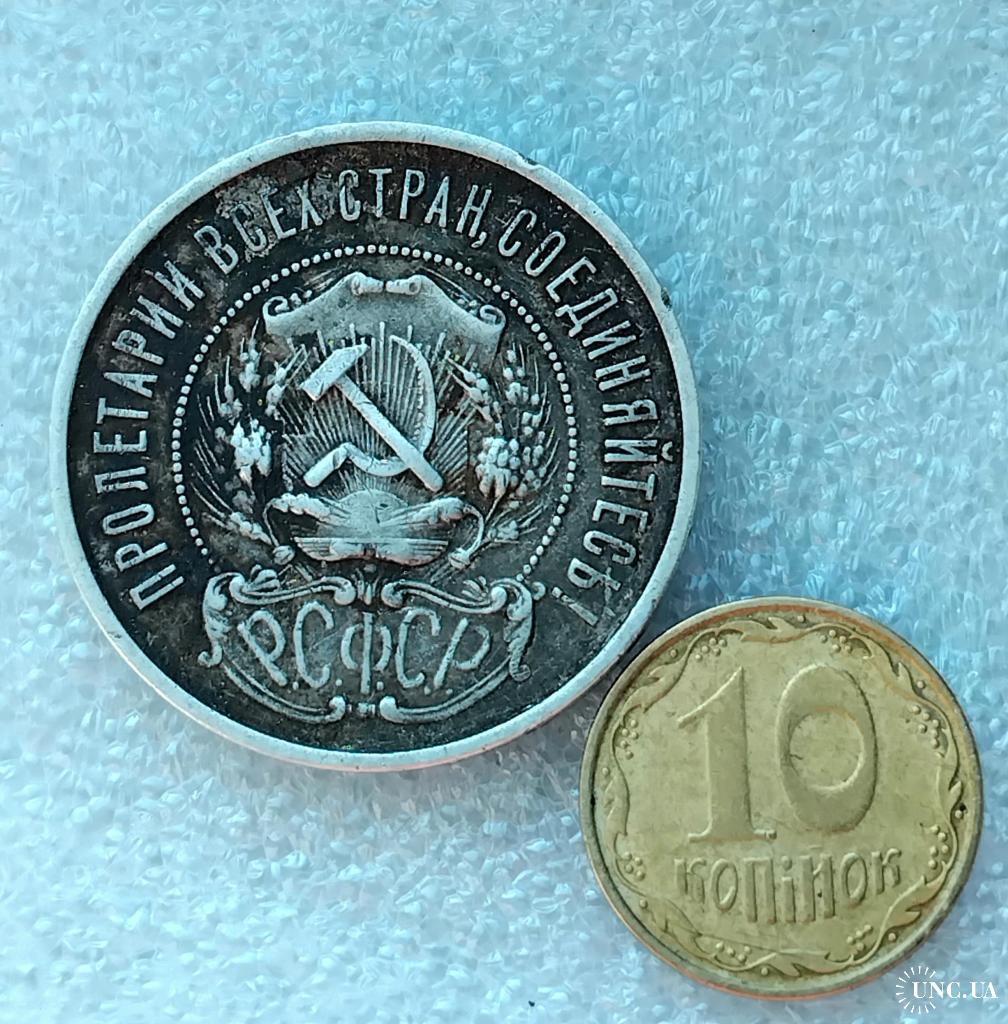 ПРОЛЕТАРИИ ВСЕХ СТРАН, СОЕДИНЯЙТЕСЬ!
Р.С.Ф.С.Р.
10
КОПІЙОК
UNC.UA